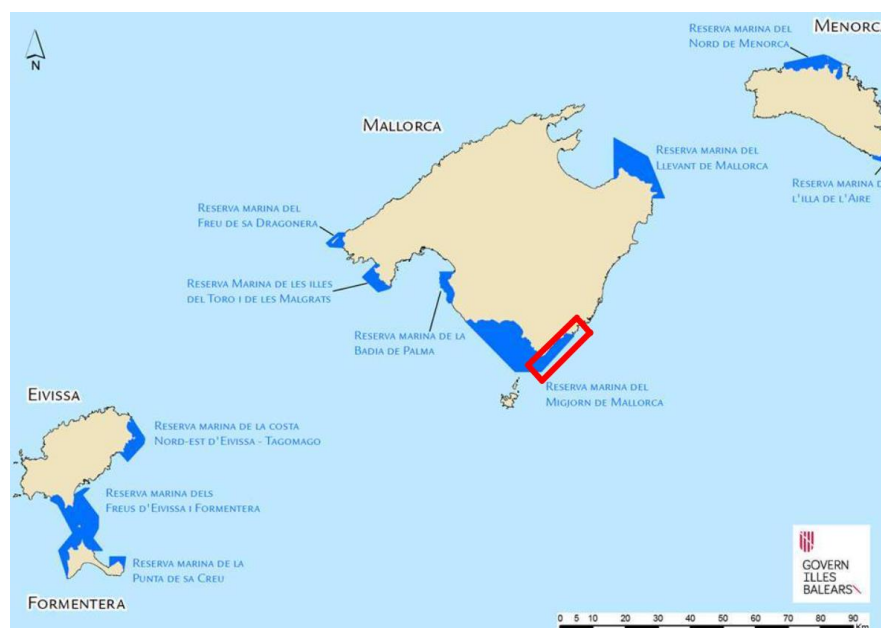 RESERVA MARINA DEL
NORD DE MENORCA
MENORCA
N
MALLORCA
RESERVA MARINA DEL
LLEVANT DE MALLORCA
RESERVA MARINA D
L'ILLA DE L'AIRE
RESERVA MARINA DEL
FREU DE SA DRAGONERA
RESERVA MARINA DE LES ILLES
DEL TORO I DE LES MALGRATS
RESERVA MARINA DE LA
BADIA DE PALMA
RESERVA MARINA DEL
MIGJORN DE MALLORCA
EIVISSA
RESERVA MARINA DE LA COSTA
NORD-EST D'EIVISSA - TAGOMAGO
RESERVA MARINA DELS
FREUS D'EIVISSA I FORMENTERA
RESERVA MARINA DE LA
PUNTA DE SA CREU
FORMENTERA
GOVERN
ILLES
BALEARS
0 5 10 20 30 40 50 60 70 80 90
Km